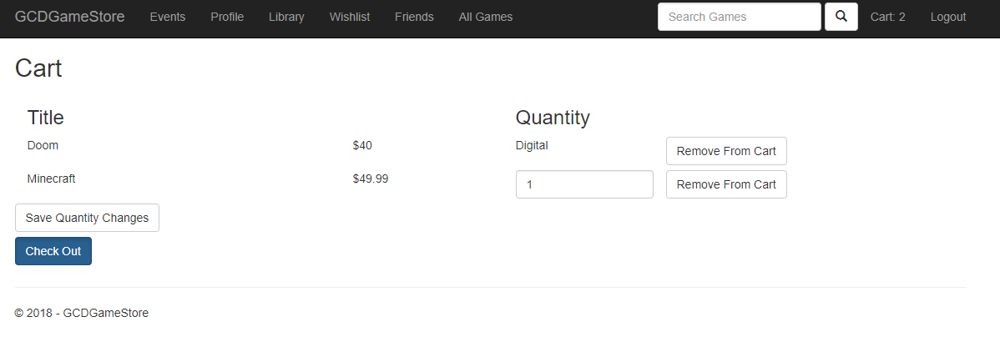 GCDGameStore Events Profile Library Wishlist Friends All Games Search Games Cart: 2 Logout
Cart
Title Quantity
Doom $40 Digital Remove From Cart
Minecraft $49.99 1 Remove From Cart
Save Quantity Changes
Check Out
© 2018 - GCDGameStore